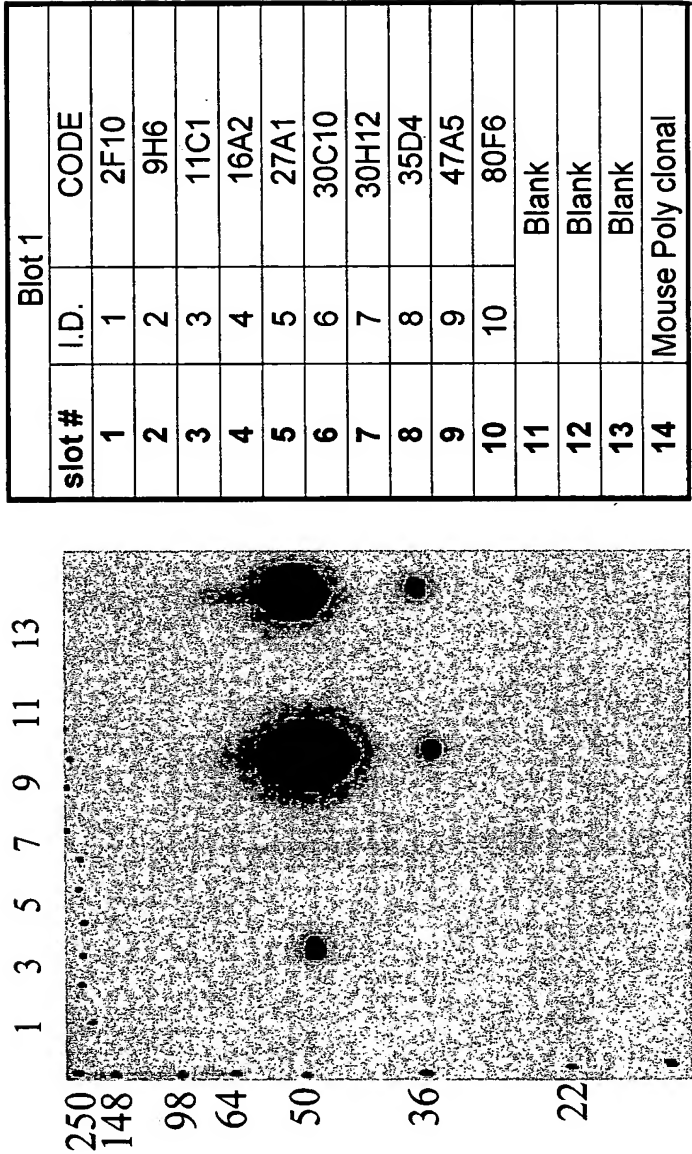 Blot 1
slot # I.D. CODE
1 1 2F10
2 2 9H6
3 3 11C1
4 4 16A2
5 5 27A1
6 6 30C10
7 7 30H12
8 8 35D4
9 9 47A5
10 10 80F6
11 Blank
12 Blank
13 Blank
14 Mouse Poly clonal
1 3 5 7 9 11 13
250
148
98
64
50
36
22